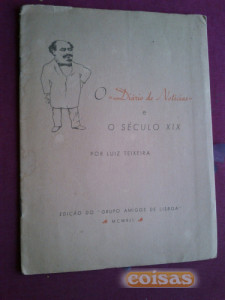 O "Diario de Noticias"
e
O SÉCULO XIX
POR LUIZ TEIXEIRA
EDIÇÃO DO "GRUPO AMIGOS DE LISBOA"
coisas